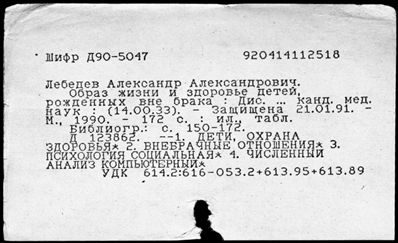 Шифр Д90-5047 920414112518
Лебедев Александр Александрович.
Образ жизни и здоровье детей,
рожденных вне брака : Дис. ... канд. мед.
наук : (14.00.33). - Защищена 21.01.91. -
М., 1990. - 172 с. : ил., табл.
Библиогр.: с. 150-172.
Д 123862. --1. ДЕТИ, ОХРАНА
ЗДОРОВЬЯ* 2. ВНЕБРАЧНЫЕ ОТНОШЕНИЯ* 3.
ПСИХОЛОГИЯ СОЦИАЛЬНАЯ* 4. ЧИСЛЕННЫЙ
АНАЛИЗ КОМПЬЮТЕРНЫЙ*
УДК 614.2:616-053.2+613.95+613.89